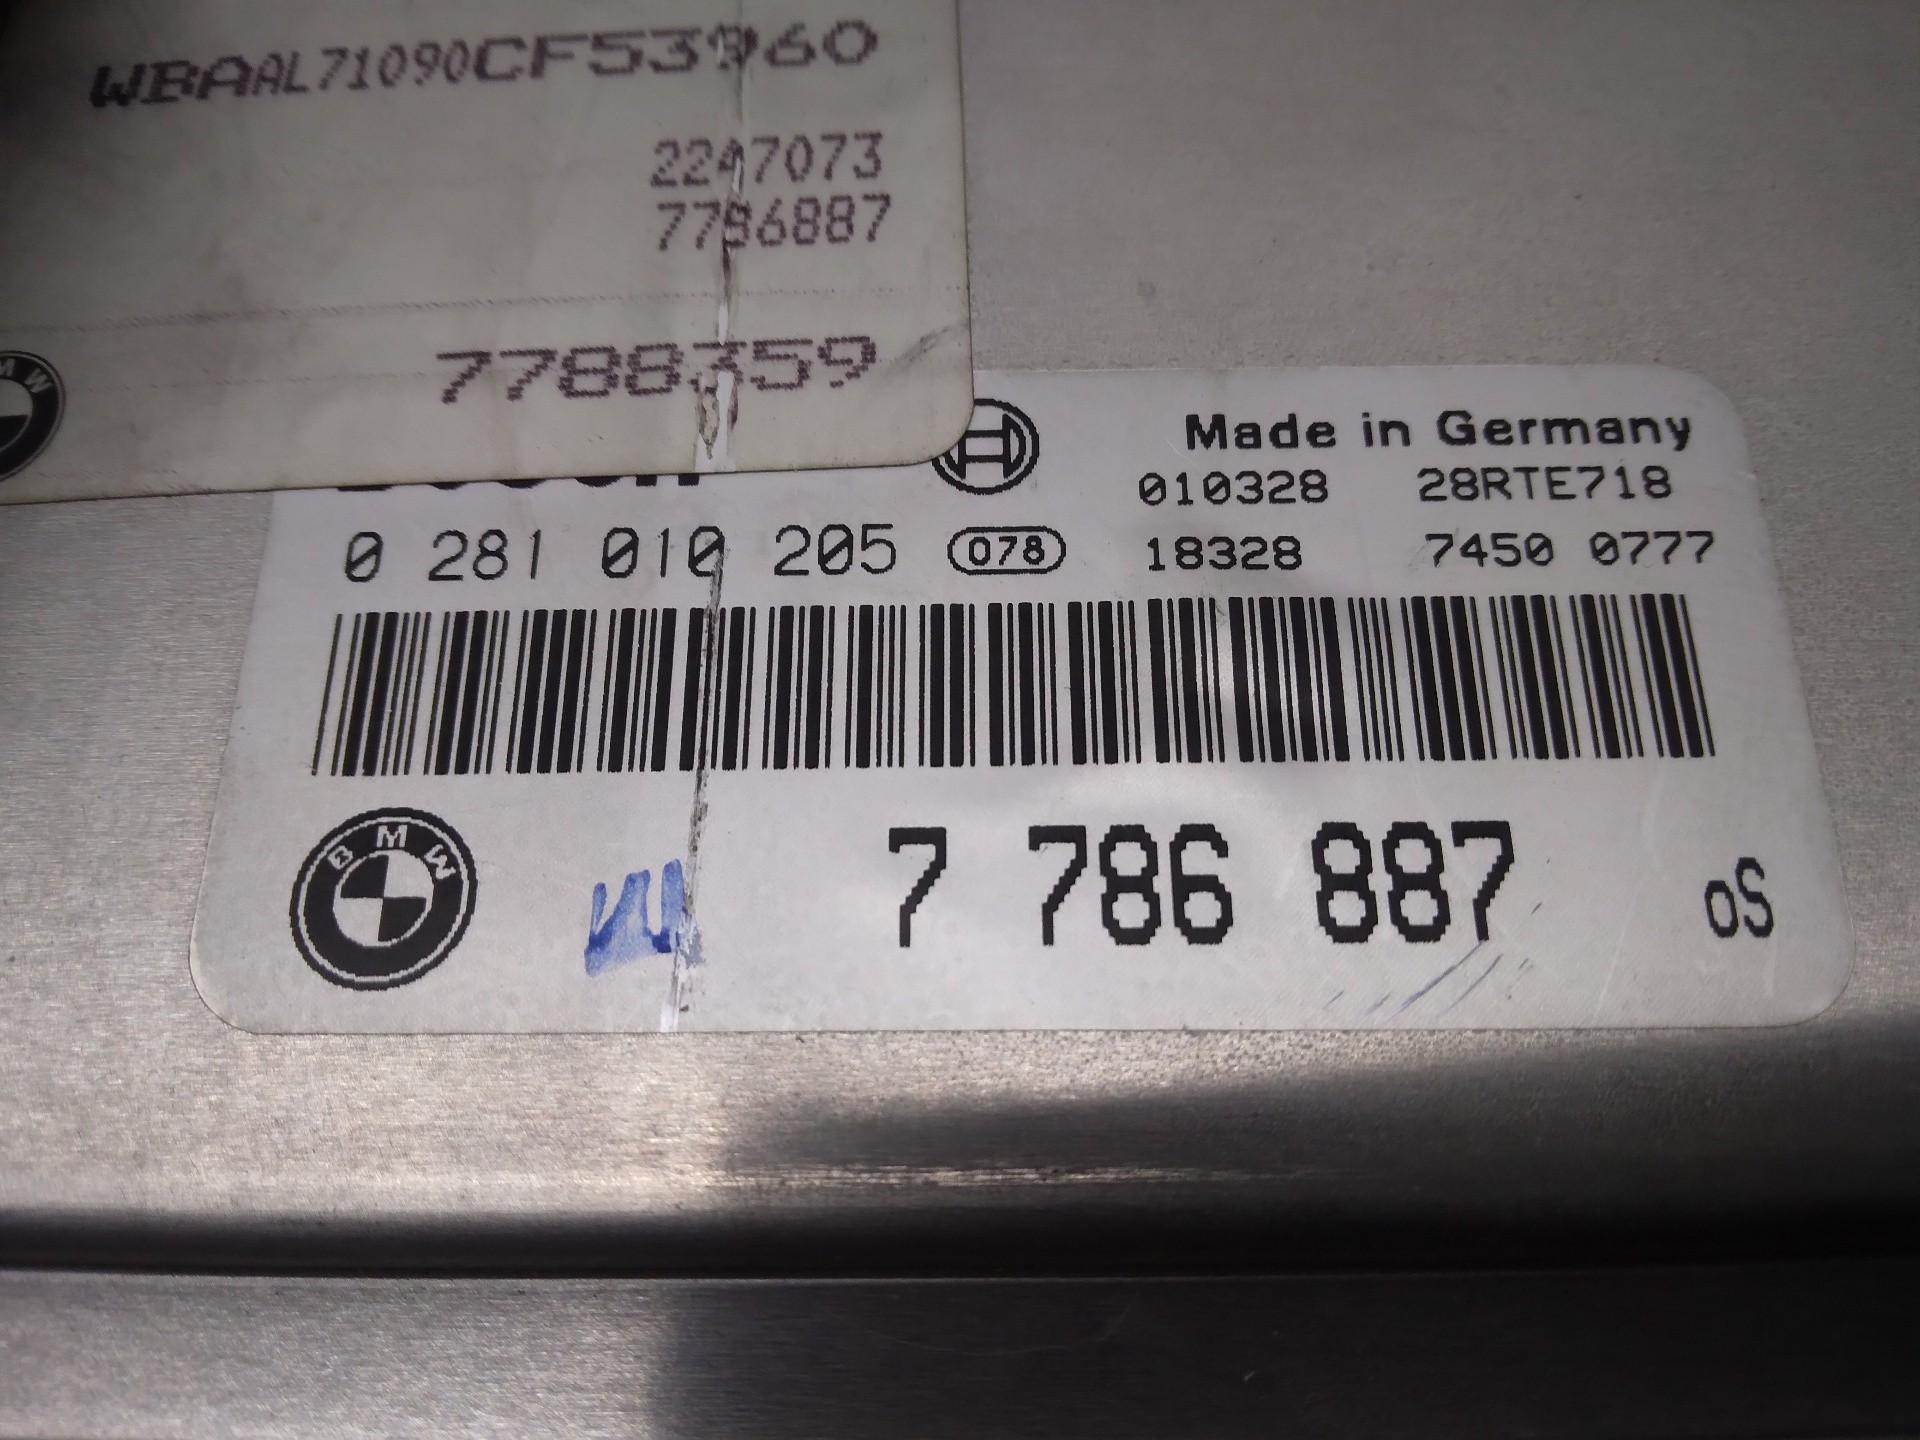 WBAAL71090CF53960
2247073
7786887
7788359
Made in Germany
010328 28RTE718
0 281 010 205 078 18328 7450 0777
BMW
7 786 887 oS